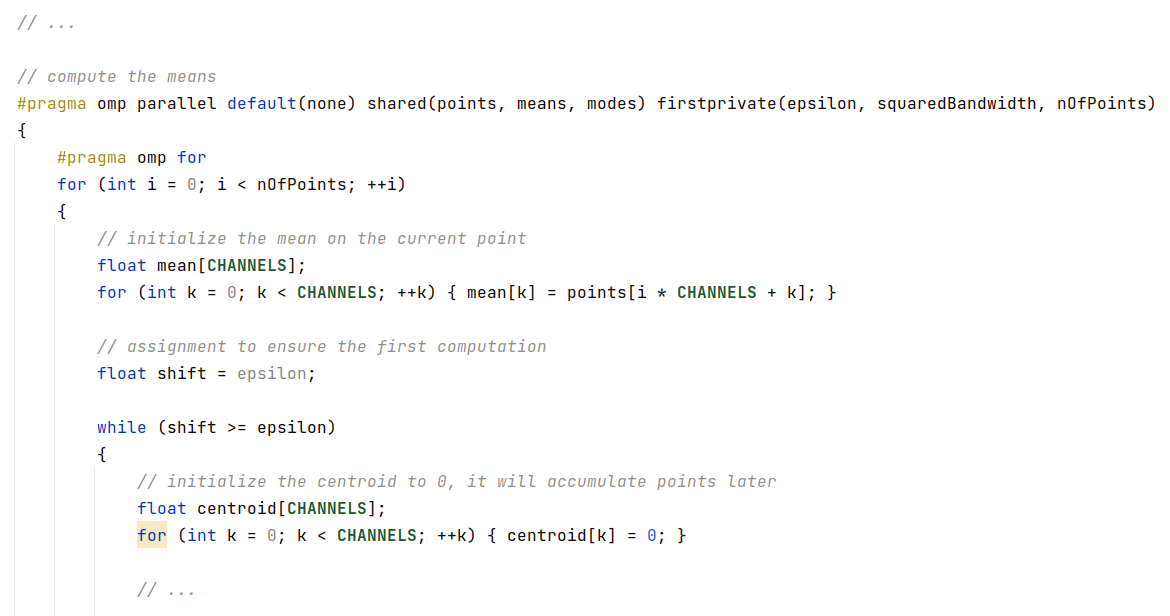 // ...
// compute the means
#pragma omp parallel default(none) shared(points, means, modes) firstprivate(epsilon, squaredBandwidth, nOfPoints)
{
    #pragma omp for
    for (int i = 0; i < nOfPoints; ++i)
    {
        // initialize the mean on the current point
        float mean[CHANNELS];
        for (int k = 0; k < CHANNELS; ++k) { mean[k] = points[i * CHANNELS + k]; }
        // assignment to ensure the first computation
        float shift = epsilon;
        while (shift >= epsilon)
        {
            // initialize the centroid to 0, it will accumulate points later
            float centroid[CHANNELS];
            for (int k = 0; k < CHANNELS; ++k) { centroid[k] = 0; }
            // ...